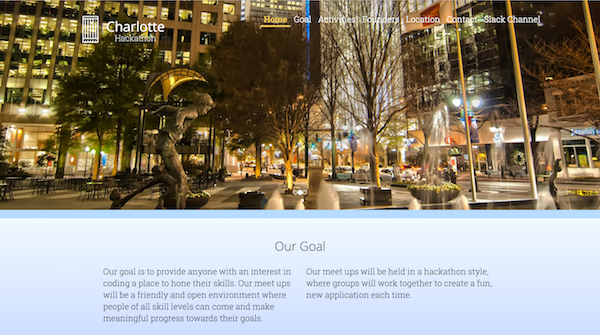 Charlotte
Hackathon
Home Goal Activities Founders Location Contact Slack Channel
Our Goal
Our goal is to provide anyone with an interest in
coding a place to hone their skills. Our meet ups
will be a friendly and open environment where
people of all skill levels can come and make
meaningful progress towards their goals.
Our meet ups will be held in a hackathon style,
where groups will work together to create a fun,
new application each time.